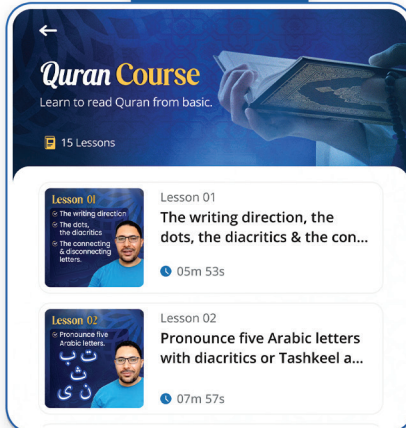 Quran Course
Learn to read Quran from basic.
15 Lessons
Lesson 01
The writing direction
The dots,
the diacritics
The connecting
& disconnecting
letters.
Lesson 01
The writing direction, the
dots, the diacritics & the con...
05m 53s
Lesson 02
Pronounce five
Arabic letters.
ب ت
ث
ن ي
Lesson 02
Pronounce five Arabic letters
with diacritics or Tashkeel a...
07m 57s